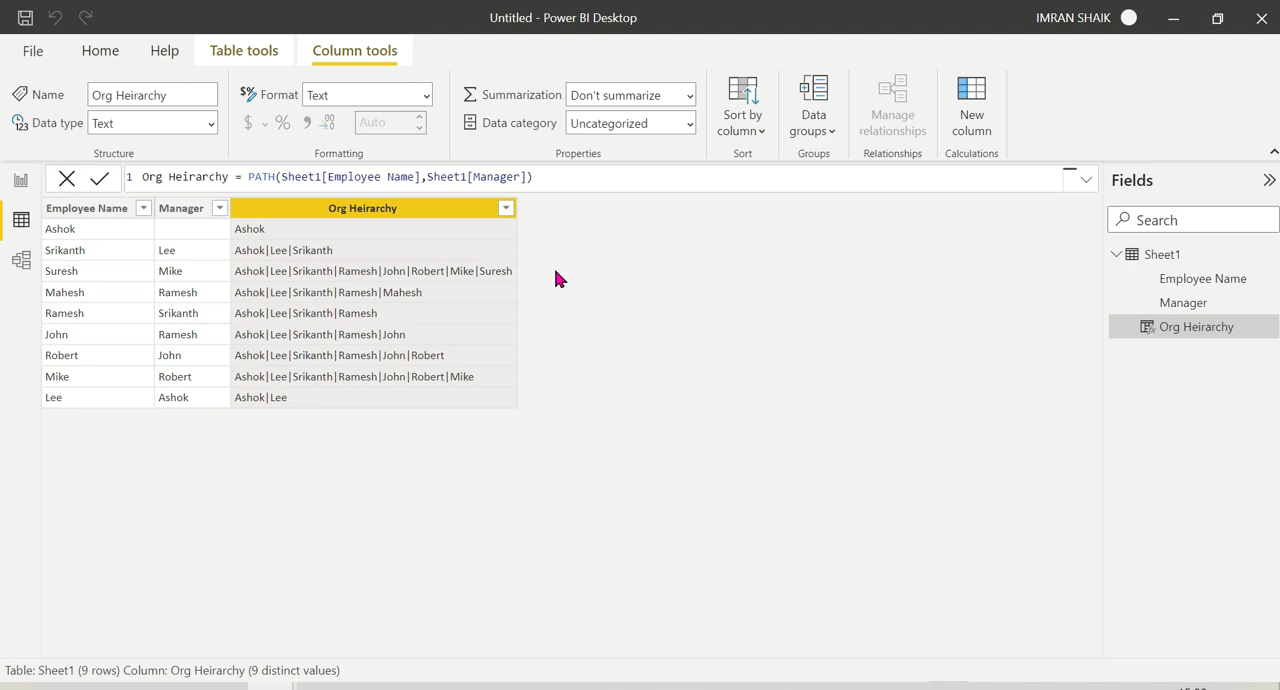 Untitled - Power BI Desktop
IMRAN SHAIK
File Home Help Table tools Column tools
Name Org Heirarchy
Data type Text
Structure
$% Format Text
$ % 9 .00 Auto
Formatting
Summarization Don't summarize
Data category Uncategorized
Properties
Sort by column
Sort
Data groups
Groups
Manage relationships
Relationships
New column
Calculations
1 Org Heirarchy = PATH(Sheet1[Employee Name],Sheet1[Manager])
Employee Name Manager Org Heirarchy
Ashok Ashok
Srikanth Lee Ashok|Lee|Srikanth
Suresh Mike Ashok|Lee|Srikanth|Ramesh|John|Robert|Mike|Suresh
Mahesh Ramesh Ashok|Lee|Srikanth|Ramesh|Mahesh
Ramesh Srikanth Ashok|Lee|Srikanth|Ramesh
John Ramesh Ashok|Lee|Srikanth|Ramesh|John
Robert John Ashok|Lee|Srikanth|Ramesh|John|Robert
Mike Robert Ashok|Lee|Srikanth|Ramesh|John|Robert|Mike
Lee Ashok Ashok|Lee
Fields
Search
Sheet1
Employee Name
Manager
Org Heirarchy
Table: Sheet1 (9 rows) Column: Org Heirarchy (9 distinct values)